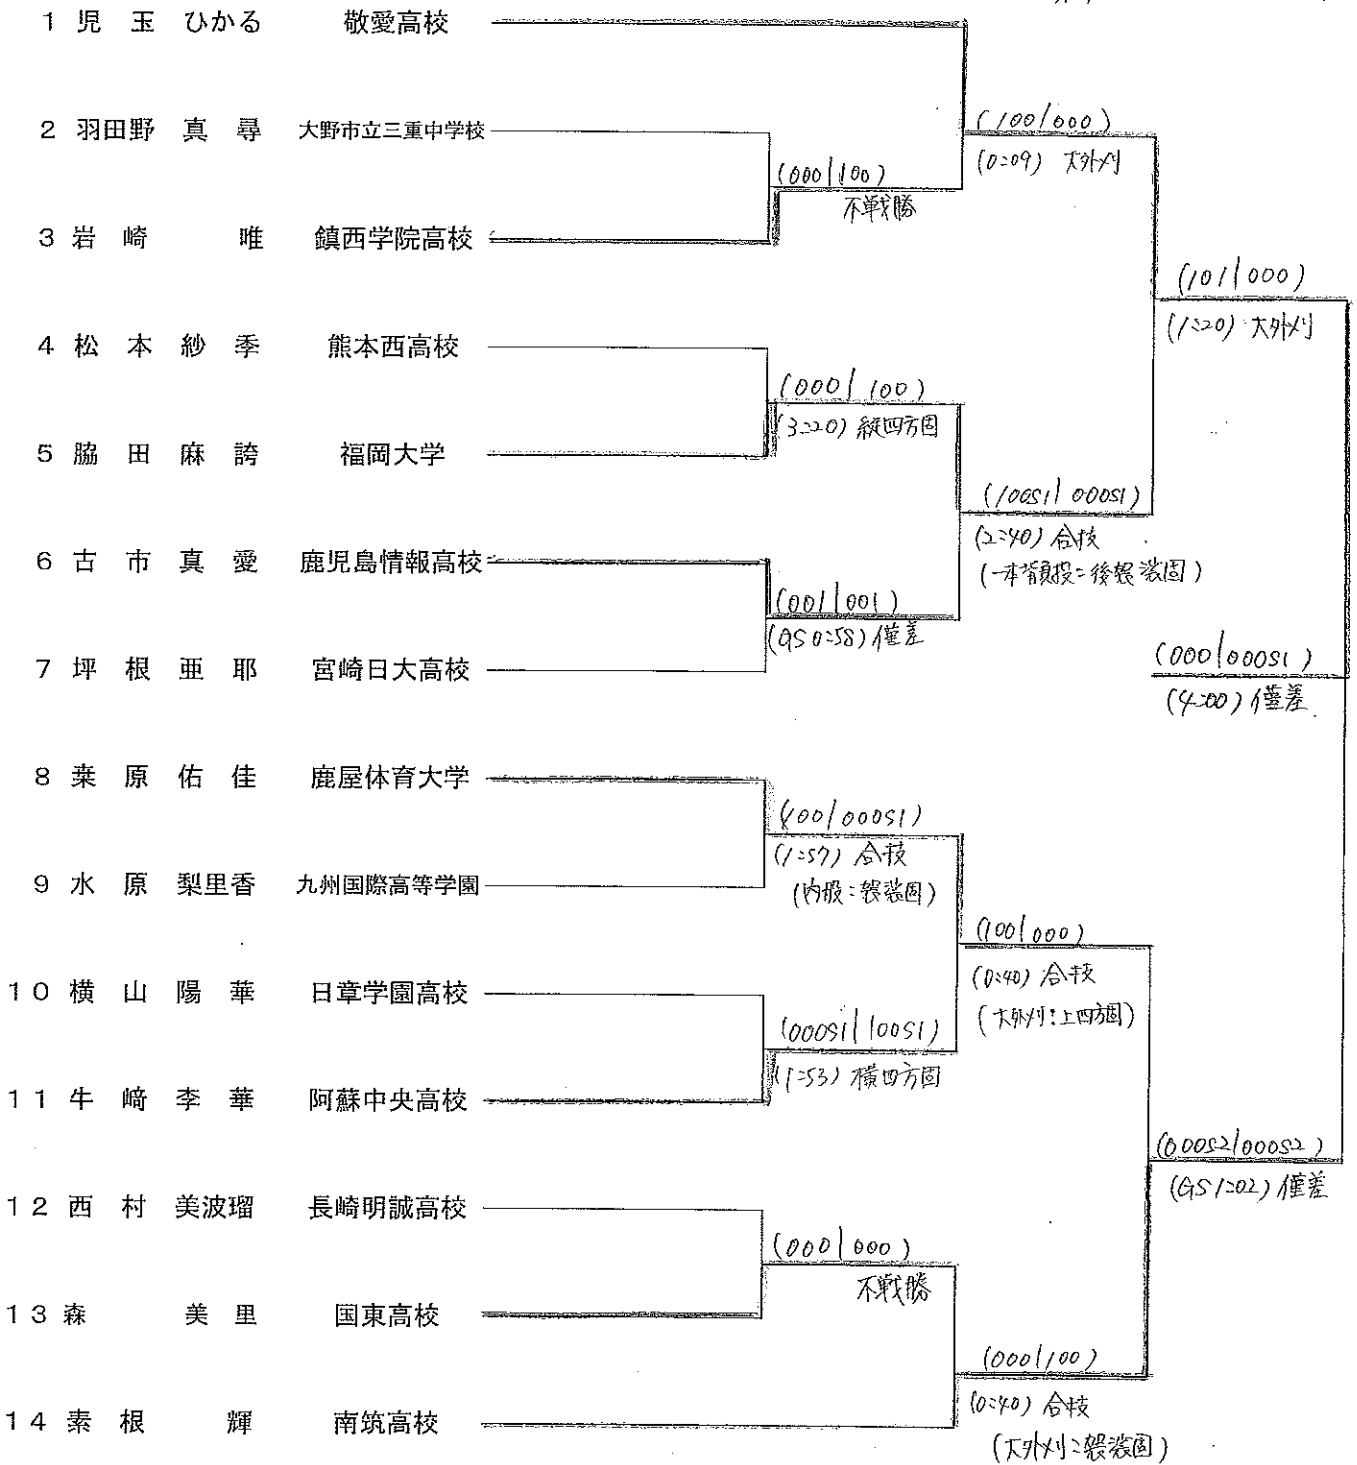 1 児 玉 ひかる 敬愛高校
(100/000)
(0:09) 大外刈
2 羽田野 真 尋 大野市立三重中学校
(000/100)
不戦勝
3 岩 崎 唯 鎮西学院高校
(101/000)
(1:20) 大外刈
4 松 本 紗 季 熊本西高校
(000/100)
(3:20) 縦四方固
5 脇 田 麻 誇 福岡大学
(100S1/000S1)
(2:40) 合技
(一本背負投:後袈裟固)
6 古 市 真 愛 鹿児島情報高校
(001/001)
(GS0:58) 僅差
7 坪 根 亜 耶 宮崎日大高校
(000/000S1)
(4:00) 僅差
8 桒 原 佑 佳 鹿屋体育大学
(100/000S1)
(1:57) 合技
(内股:袈裟固)
9 水 原 梨里香 九州国際高等学園
(100/000)
(0:40) 合技
(大外刈:上四方固)
10 横 山 陽 華 日章学園高校
(000S1/100S1)
(1:53) 横四方固
11 牛 﨑 李 華 阿蘇中央高校
(000S2/000S2)
(GS1:02) 僅差
12 西 村 美波瑠 長崎明誠高校
(000/000)
不戦勝
13 森 美 里 国東高校
(000/100)
(0:40) 合技
(大外刈:袈裟固)
14 素 根 輝 南筑高校